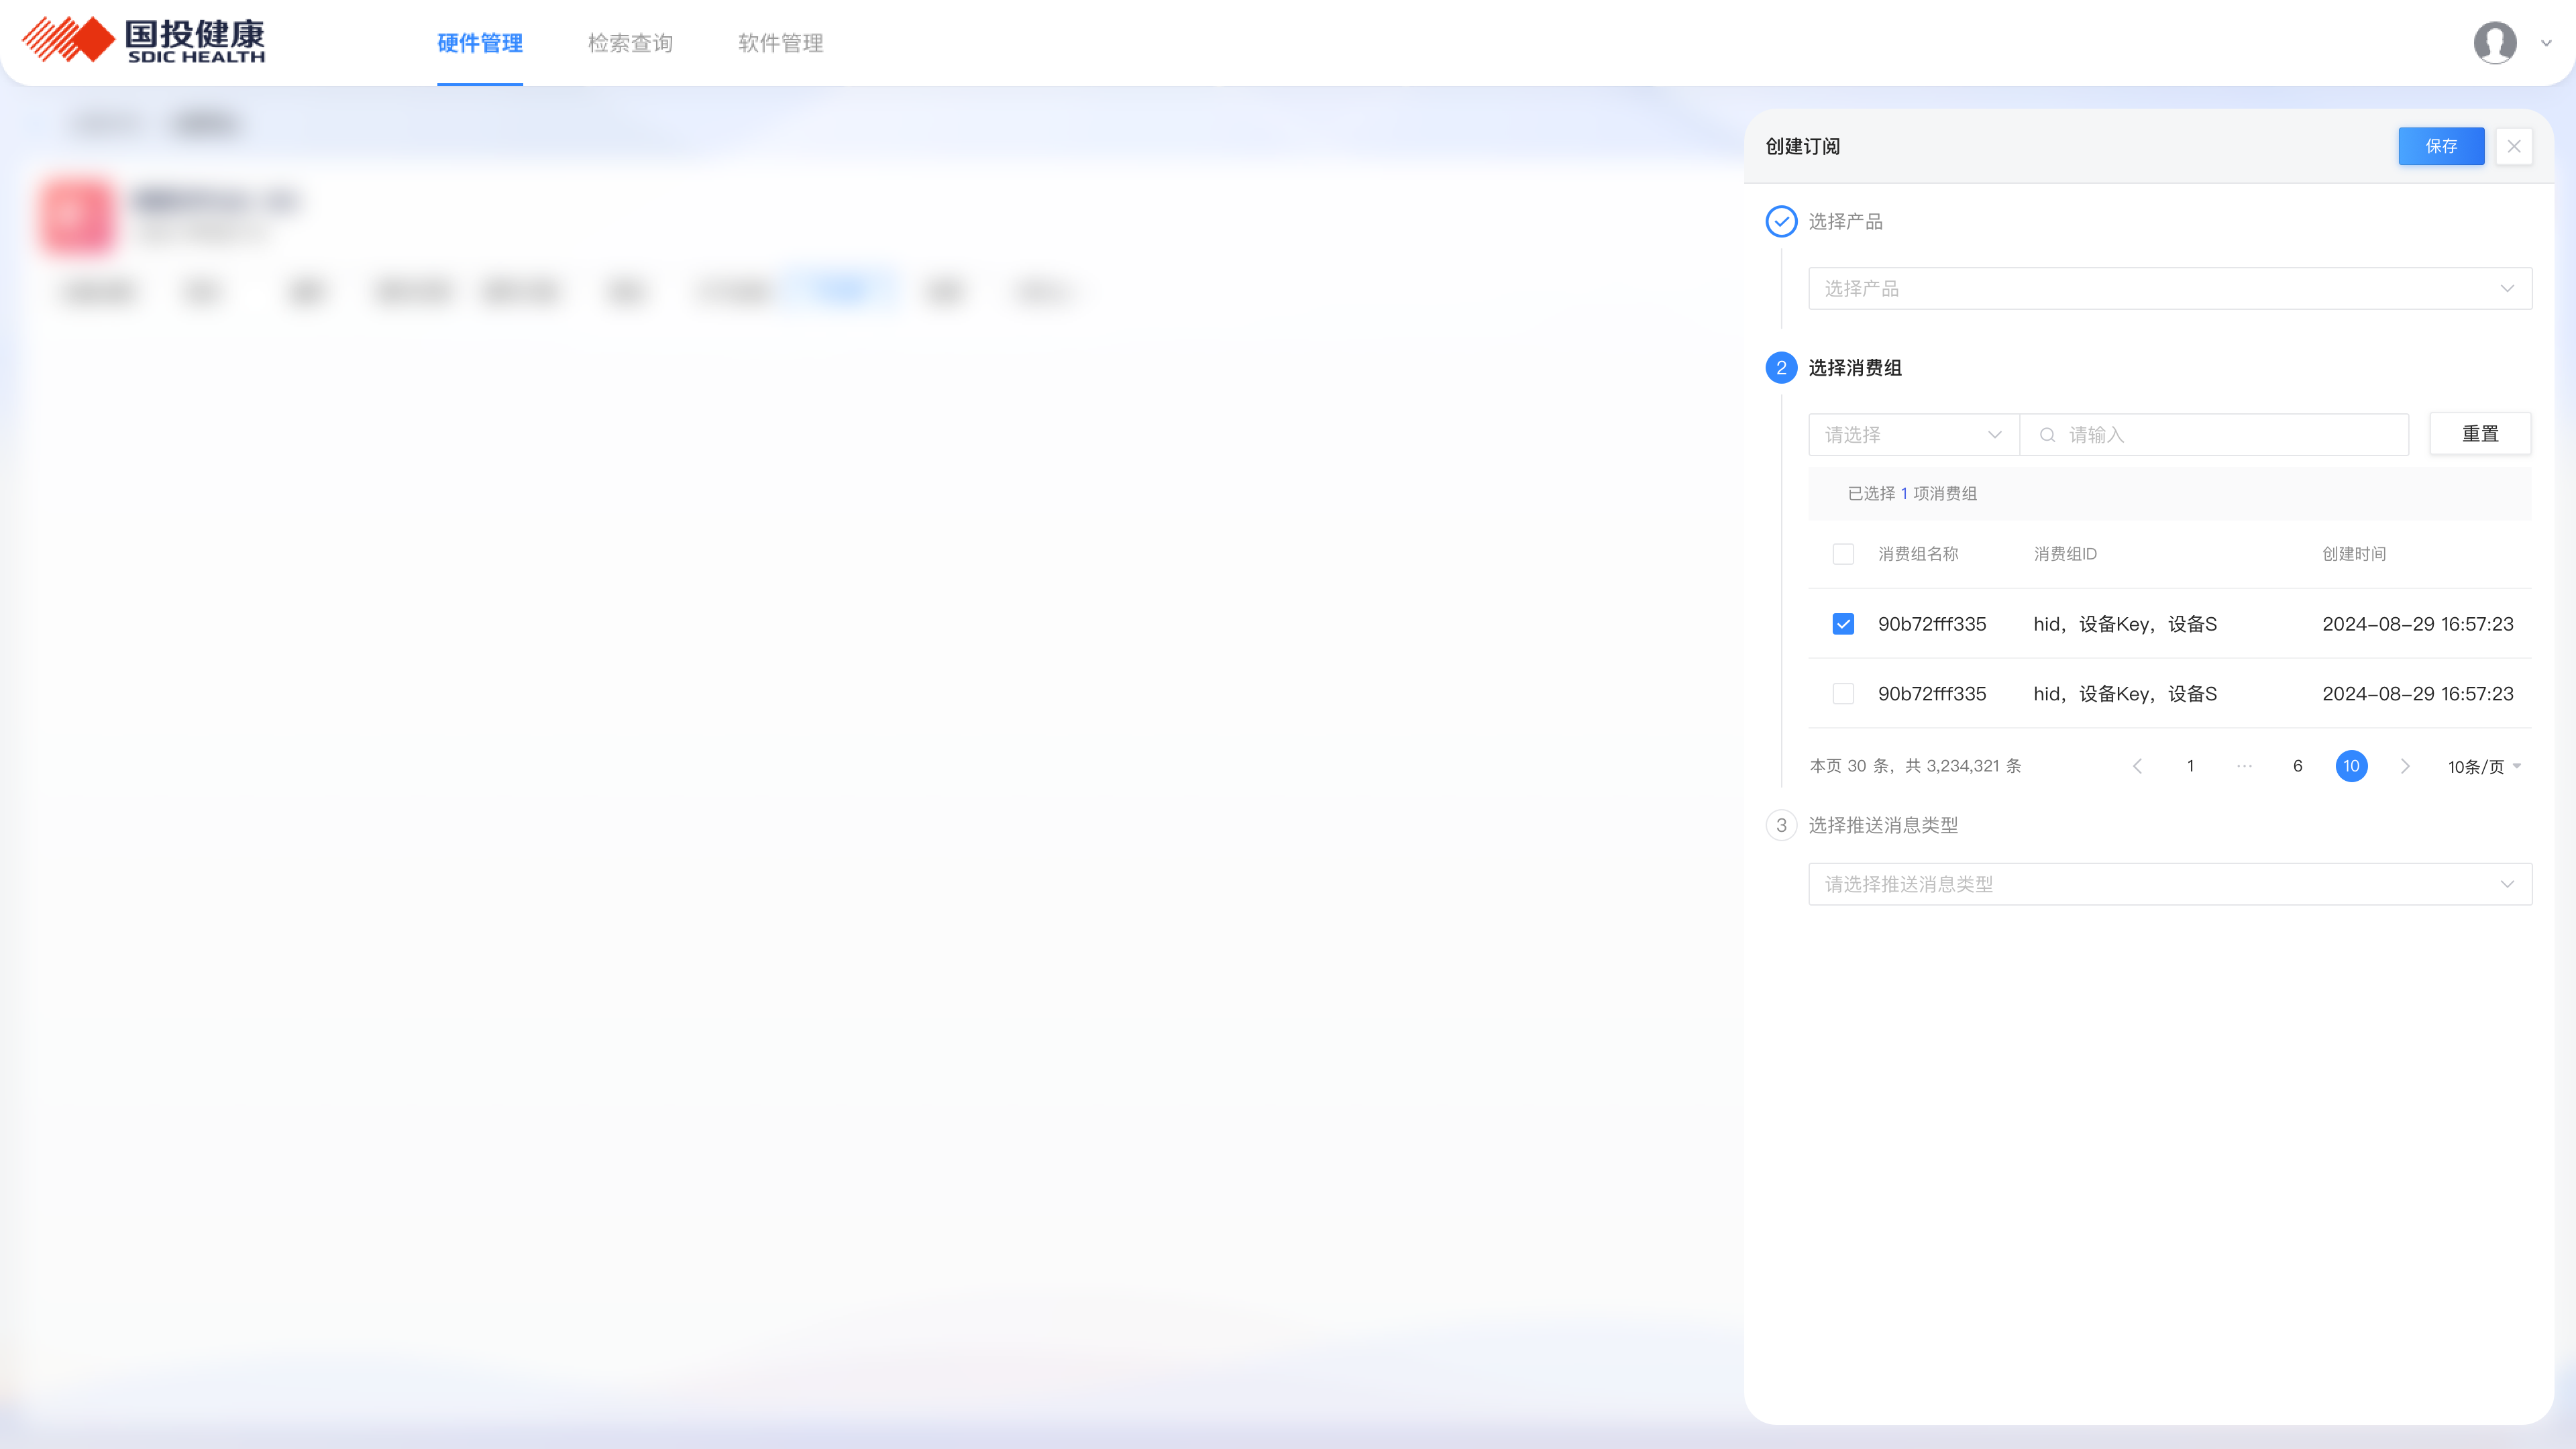 国投健康
SDIC HEALTH
硬件管理 检索查询 软件管理
创建订阅 保存
选择产品
选择产品
2 选择消费组
请选择 请输入 重置
已选择 1 项消费组
消费组名称 消费组ID 创建时间
90b72fff335 hid，设备Key，设备S 2024-08-29 16:57:23
90b72fff335 hid，设备Key，设备S 2024-08-29 16:57:23
本页 30 条，共 3,234,321 条 1 ··· 6 10 10条/页
3 选择推送消息类型
请选择推送消息类型